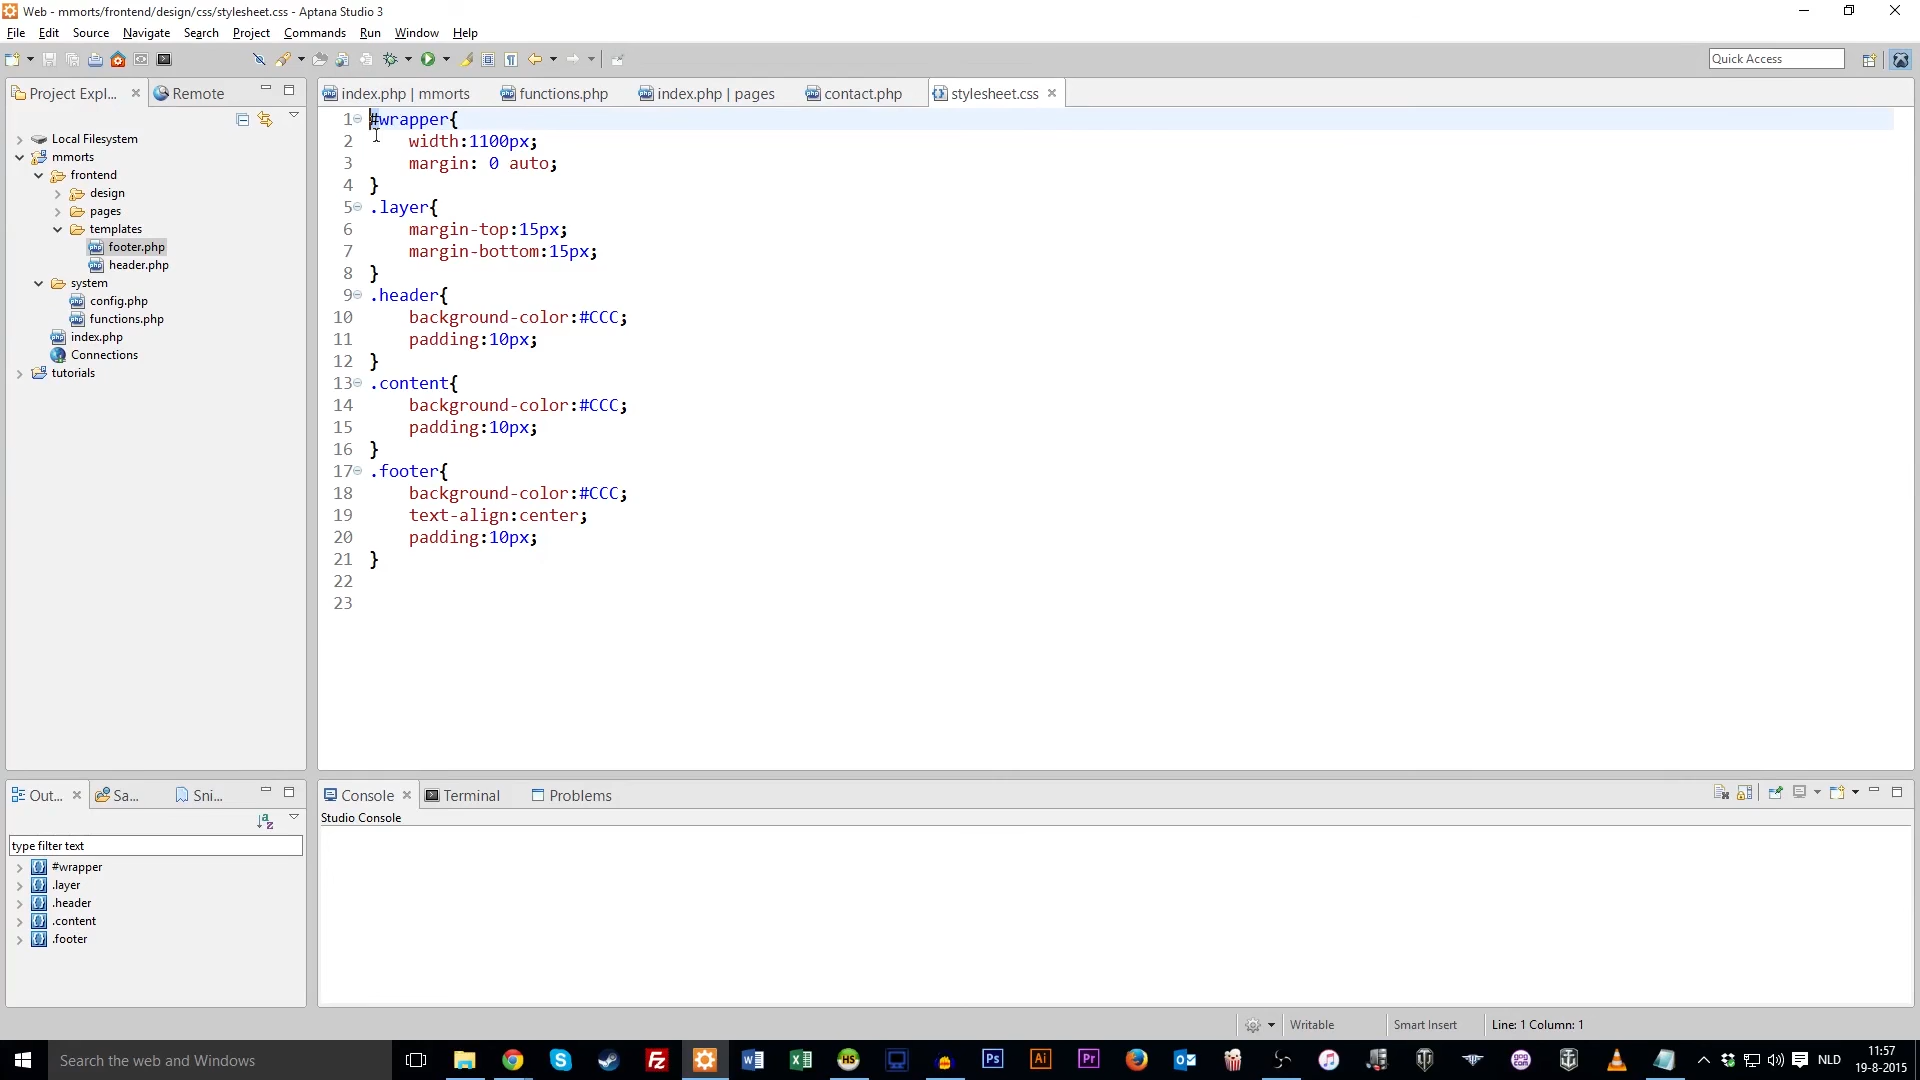 Web - mmorts/frontend/design/css/stylesheet.css - Aptana Studio 3
File Edit Source Search Navigate Project Commands Run Window Help
Quick Access
Project Expl... Remote
index.php | mmorts functions.php index.php | pages contact.php stylesheet.css
Local Filesystem
mmorts
frontend
design
pages
templates
footer.php
header.php
system
config.php
functions.php
index.php
Connections
tutorials
1 #wrapper{
2 width:1100px;
3 margin: 0 auto;
4 }
5 .layer{
6 margin-top:15px;
7 margin-bottom:15px;
8 }
9 .header{
10 background-color:#CCC;
11 padding:10px;
12 }
13 .content{
14 background-color:#CCC;
15 padding:10px;
16 }
17 .footer{
18 background-color:#CCC;
19 text-align:center;
20 padding:10px;
21 }
22
23
Out... Sa... Sni...
type filter text
#wrapper
.layer
.header
.content
.footer
Console Terminal Problems
Studio Console
Writable Smart Insert Line: 1 Column: 1
Search the web and Windows
NLD
11:57
19-8-2015